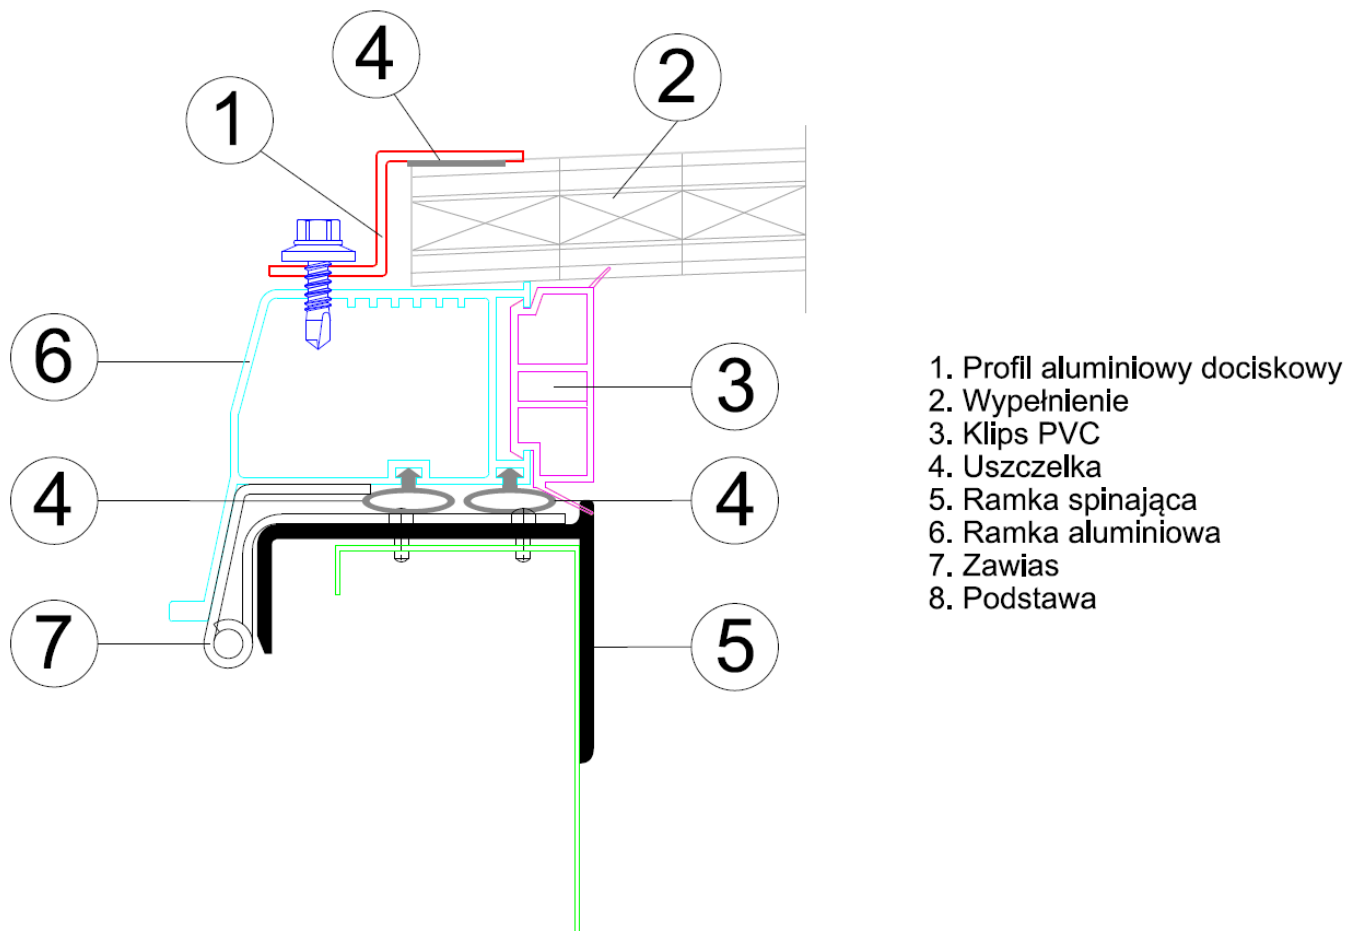 4
2
1
6
3
4
4
7
5
1. Profil aluminiowy dociskowy
2. Wypełnienie
3. Klips PVC
4. Uszczelka
5. Ramka spinająca
6. Ramka aluminiowa
7. Zawias
8. Podstawa